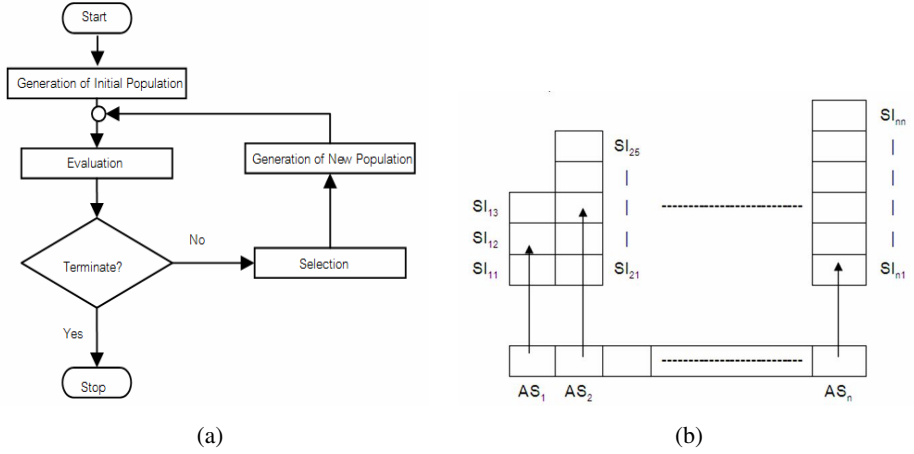 Start
Generation of Initial Population
Evaluation
Generation of New Population
Terminate?
No
Selection
Yes
Stop
(a)
SI13
SI12
SI11
SI25
SI21
SInn
SIn1
AS1
AS2
ASn
(b)